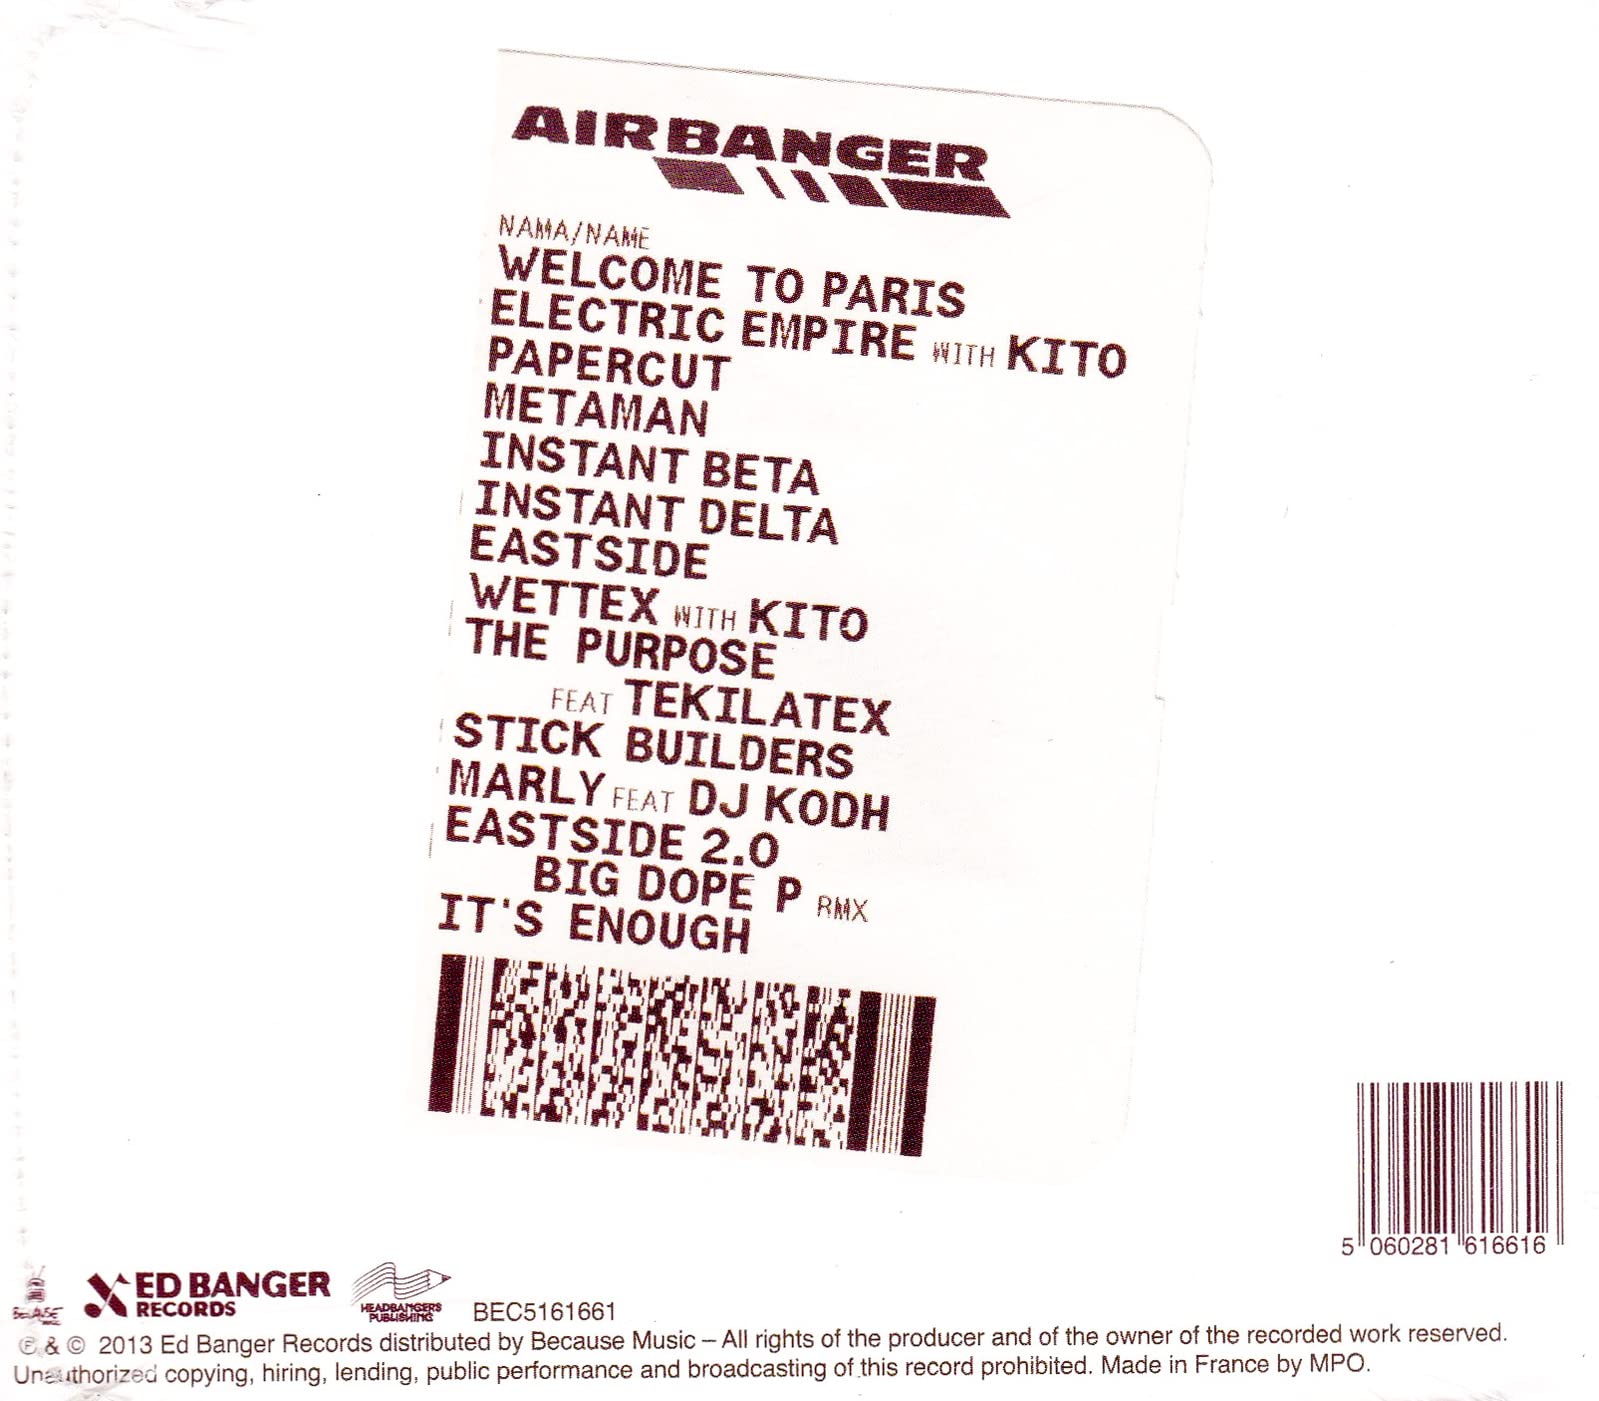 AIRBANGER
NAMA/NAME
WELCOME TO PARIS
ELECTRIC EMPIRE WITH KITO
PAPERCUT
METAMAN
INSTANT BETA
INSTANT DELTA
EASTSIDE
WETTEX WITH KITO
THE PURPOSE
FEAT TEKILATEX
STICK BUILDERS
MARLY FEAT DJ KODH
EASTSIDE 2.0
BIG DOPE P RMX
IT'S ENOUGH
5 060281 616616
BECAUSE
ED BANGER
RECORDS
HEADBANGERS
PUBLISHING
BEC5161661
℗ & © 2013 Ed Banger Records distributed by Because Music – All rights of the producer and of the owner of the recorded work reserved.
Unauthorized copying, hiring, lending, public performance and broadcasting of this record prohibited. Made in France by MPO.